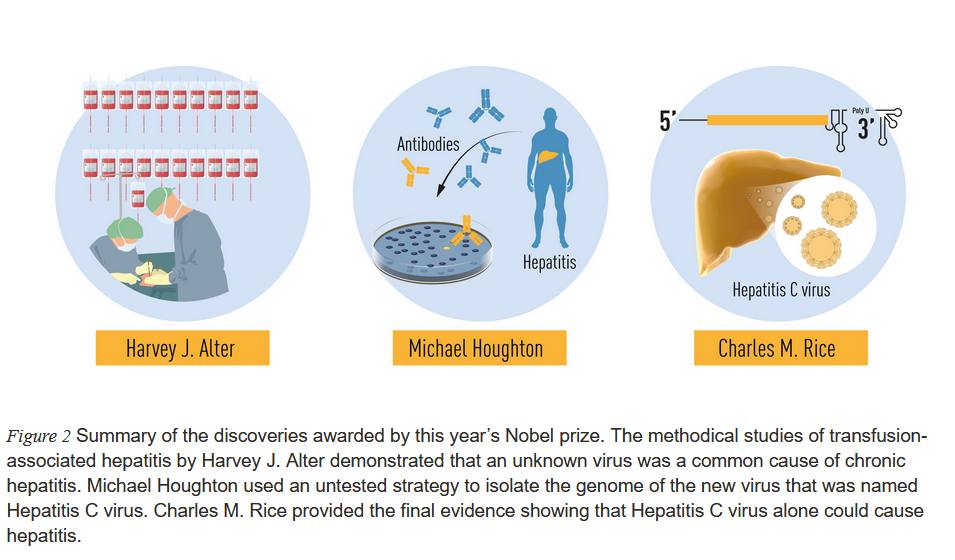 5'
Poly U
3'
Antibodies
Hepatitis
Hepatitis C virus
Harvey J. Alter
Michael Houghton
Charles M. Rice
Figure 2 Summary of the discoveries awarded by this year’s Nobel prize. The methodical studies of transfusion-
associated hepatitis by Harvey J. Alter demonstrated that an unknown virus was a common cause of chronic
hepatitis. Michael Houghton used an untested strategy to isolate the genome of the new virus that was named
Hepatitis C virus. Charles M. Rice provided the final evidence showing that Hepatitis C virus alone could cause
hepatitis.